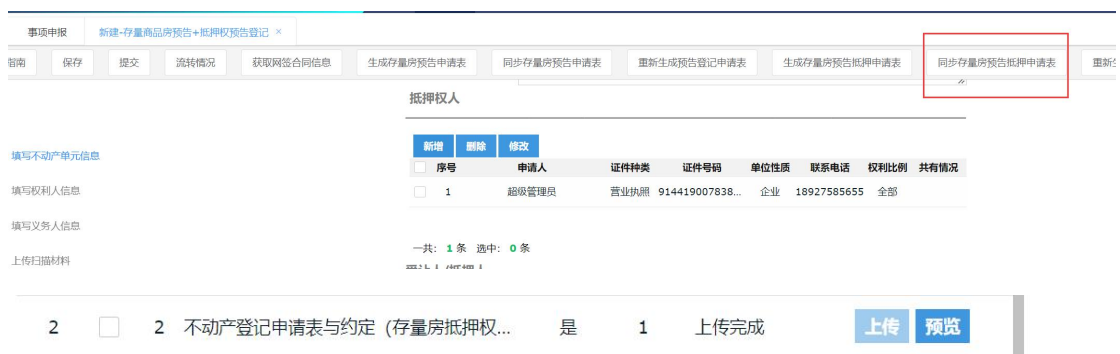 事项申报 新建-存量商品房预告+抵押权预告登记 ×
指南 保存 提交 流转情况 获取网签合同信息 生成存量房预告申请表 同步存量房预告申请表 重新生成预告登记申请表 生成存量房预告抵押申请表 同步存量房预告抵押申请表 重新生
抵押权人
填写不动产单元信息
填写权利人信息
填写义务人信息
上传扫描材料
新增 删除 修改
序号 申请人 证件种类 证件号码 单位性质 联系电话 权利比例 共有情况
1 超级管理员 营业执照 914419007838... 企业 18927585655 全部
一共: 1 条 选中: 0 条
2 2 不动产登记申请表与约定（存量房抵押权... 是 1 上传完成 上传 预览